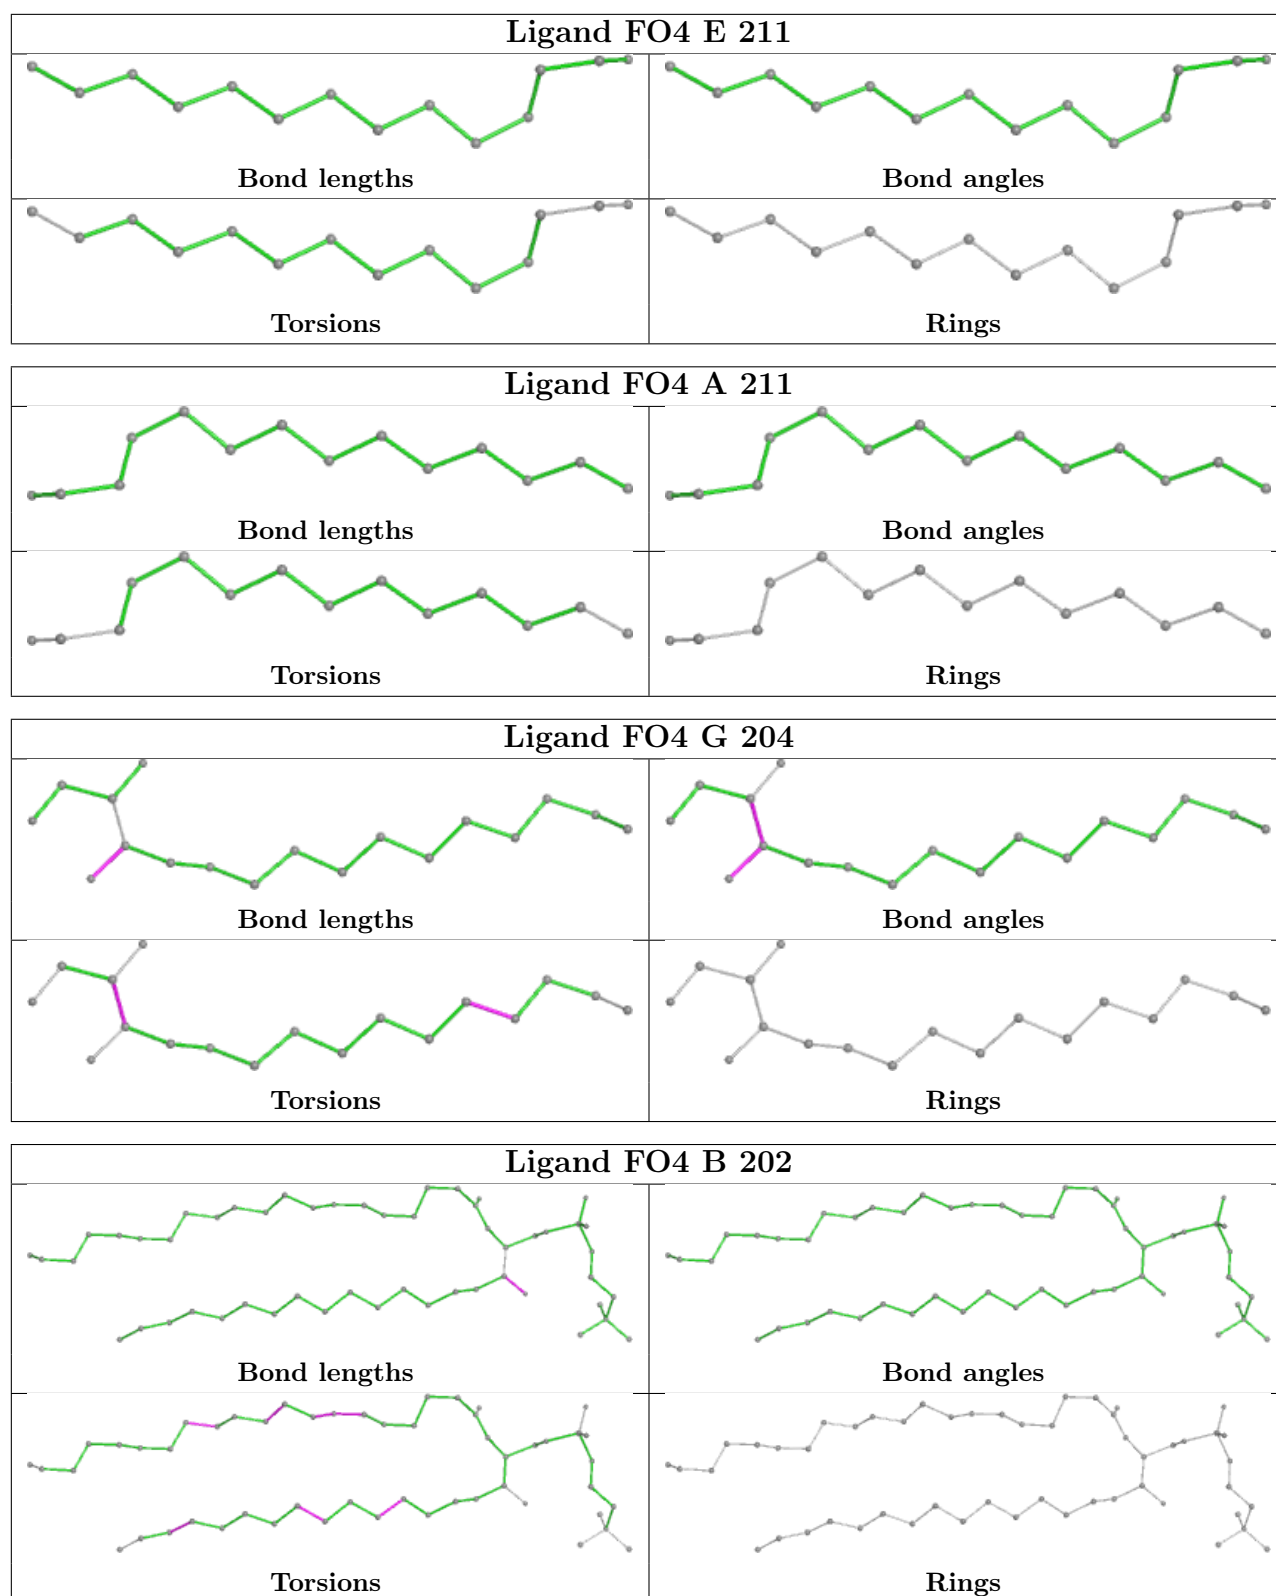 Ligand FO4 E 211
Bond lengths
Bond angles
Torsions
Rings
Ligand FO4 A 211
Bond lengths
Bond angles
Torsions
Rings
Ligand FO4 G 204
Bond lengths
Bond angles
Torsions
Rings
Ligand FO4 B 202
Bond lengths
Bond angles
Torsions
Rings